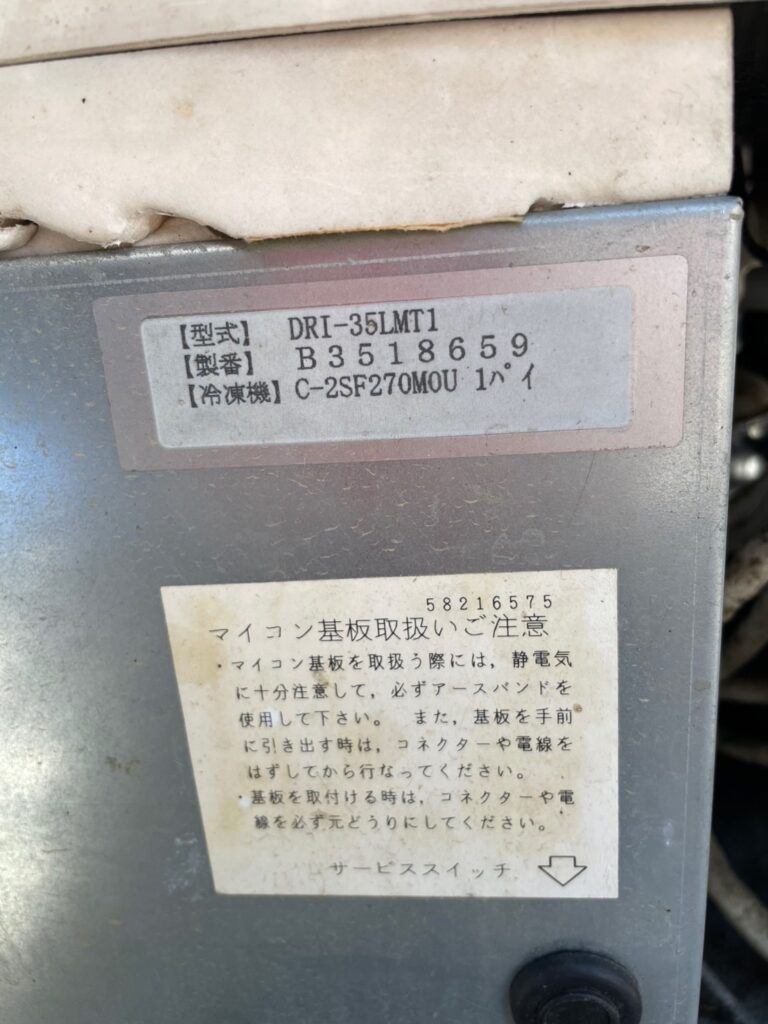 【型式】 DRI-35LMT1
【製番】 B3518659
【冷凍機】 C-2SF270M0U 1パイ
58216575
マイコン基板取扱いご注意
・マイコン基板を取扱う際には，静電気
に十分注意して，必ずアースバンドを
使用して下さい。 また，基板を手前
に引き出す時は，コネクターや電線を
はずしてから行なってください。
・基板を取付ける時は，コネクターや電
線を必ず元どうりにしてください。
サービススイッチ